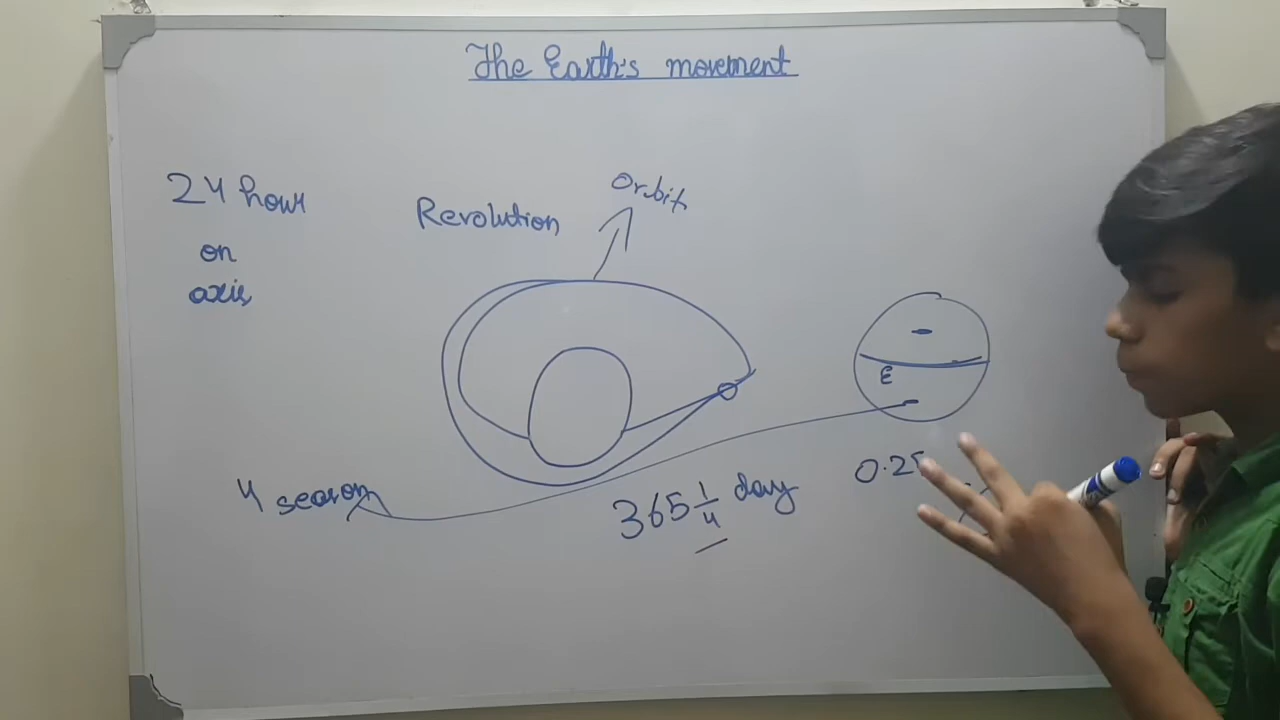 The Earth's movement
24 hour
on
axis
Revolution
Orbit
E
4 season
365 1/4 day
0.25